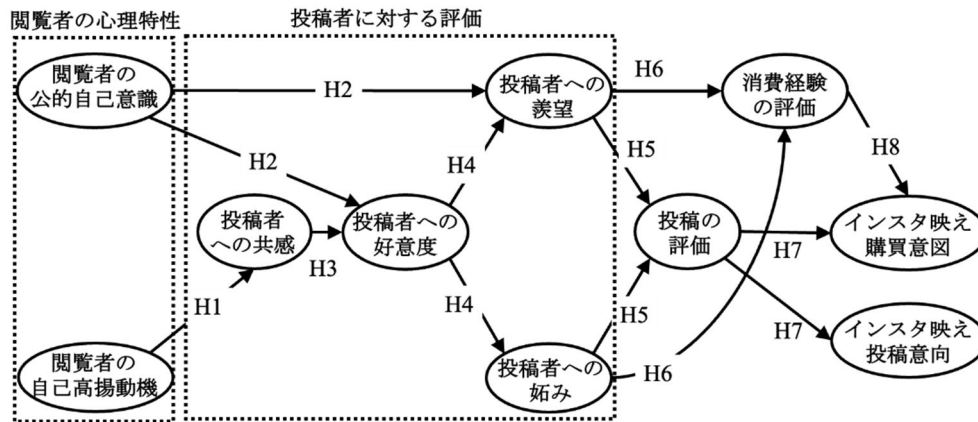 閲覧者の心理特性
投稿者に対する評価
閲覧者の
公的自己意識
H2
投稿者への
羨望
H6
消費経験
の評価
H2
H4
H5
H8
投稿者
への共感
H3
投稿者への
好意度
投稿の
評価
H7
インスタ映え
購買意図
H1
H4
H5
H7
インスタ映え
投稿意向
閲覧者の
自己高揚動機
投稿者への
妬み
H6